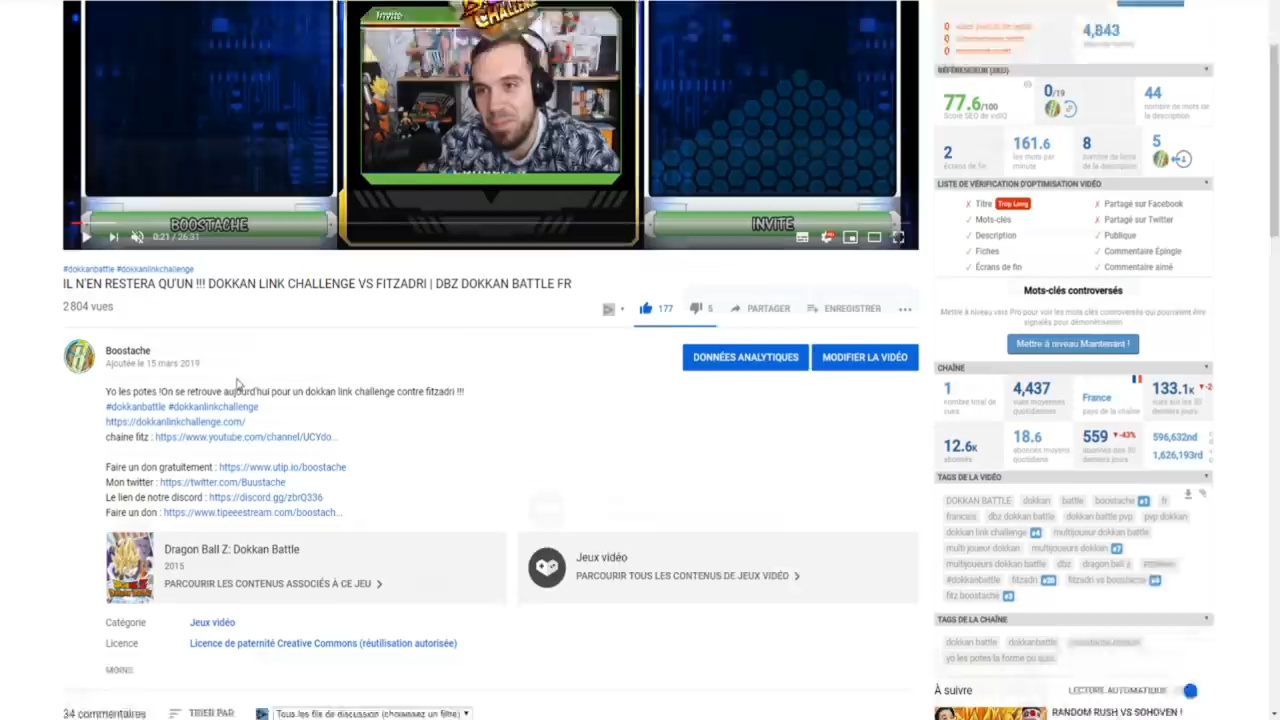 Invite
CHALLENGE
BOOSTACHE
INVITE
0:21 / 26:31
#dokkanbattle #dokkanlinkchallenge
IL N'EN RESTERA QU'UN !!! DOKKAN LINK CHALLENGE VS FITZADRI | DBZ DOKKAN BATTLE FR
2 804 vues
177
5
PARTAGER
ENREGISTRER
Boostache
Ajoutée le 15 mars 2019
DONNÉES ANALYTIQUES
MODIFIER LA VIDÉO
Yo les potes !On se retrouve aujourd'hui pour un dokkan link challenge contre fitzadri !!!
#dokkanbattle #dokkanlinkchallenge
https://dokkanlinkchallenge.com/
chaine fitz : https://www.youtube.com/channel/UCYdo...
Faire un don gratuitement : https://www.utip.io/boostache
Mon twitter : https://twitter.com/Buustache
Le lien de notre discord : https://discord.gg/zbrQ336
Faire un don : https://www.tipeeestream.com/boostach...
Dragon Ball Z: Dokkan Battle
2015
PARCOURIR LES CONTENUS ASSOCIÉS À CE JEU
Jeux vidéo
PARCOURIR TOUS LES CONTENUS DE JEUX VIDÉO
Catégorie Jeux vidéo
Licence Licence de paternité Creative Commons (réutilisation autorisée)
MOINS
34 commentaires
TRIER PAR
Tous les fils de discussion (choisissez un filtre)
4,843
77.6/100
Score SEO de vidIQ
0/19
44
nombre de mots de
la description
2
écrans de fin
161.6
les mots par
minute
8
nombre de liens
de la description
5
LISTE DE VÉRIFICATION D'OPTIMISATION VIDÉO
Titre Trop Long
Partagé sur Facebook
Mots-clés
Partagé sur Twitter
Description
Publique
Fiches
Commentaire Épingle
Écrans de fin
Commentaire aimé
Mots-clés controversés
Mettre à niveau vers Pro pour voir les mots clés controversés qui pourraient être
signalés pour démonétisation
Mettre à niveau Maintenant !
CHAÎNE
1
nombre total de
vues
4,437
vues moyennes
quotidiennes
France
pays de la chaîne
133.1K
vues sur les 30
derniers jours
12.6K
abonnés
18.6
abonnés moyens
quotidiens
559 -43%
abonnés des 30
derniers jours
596,632nd
1,626,193rd
TAGS DE LA VIDÉO
DOKKAN BATTLE dokkan battle boostache #1 fr
francais dbz dokkan battle dokkan battle pvp pvp dokkan
dokkan link challenge #4 multijoueur dokkan battle
multi joueur dokkan multijoueurs dokkan #7
multijoueurs dokkan battle dbz dragon ball z
#dokkanbattle fitzadri #20 fitzadri vs boostache
fitz boostache #3
TAGS DE LA CHAÎNE
dokkan battle dokkanbattle
yo les potes la forme ou quoi
À suivre
LECTURE AUTOMATIQUE
RANDOM RUSH VS SOHOVEN !